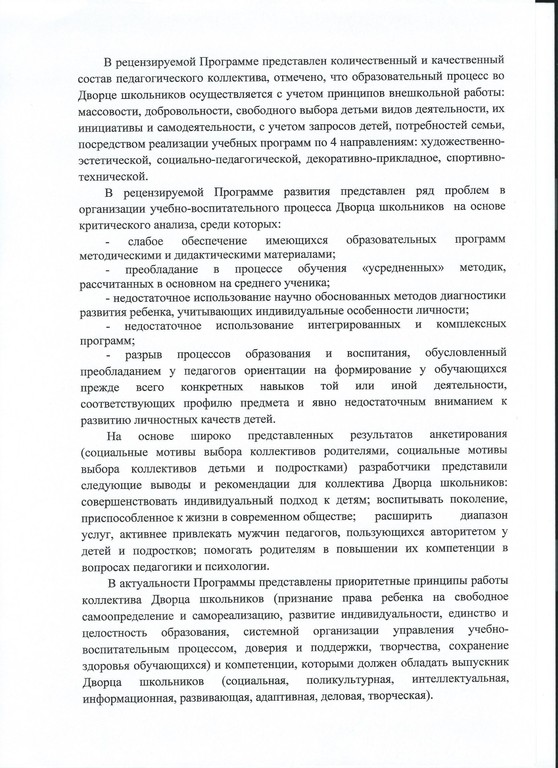 В рецензируемой Программе представлен количественный и качественный
состав педагогического коллектива, отмечено, что образовательный процесс во
Дворце школьников осуществляется с учетом принципов внешкольной работы:
массовости, добровольности, свободного выбора детьми видов деятельности, их
инициативы и самодеятельности, с учетом запросов детей, потребностей семьи,
посредством реализации учебных программ по 4 направлениям: художественно-
эстетической, социально-педагогической, декоративно-прикладное, спортивно-
технической.
В рецензируемой Программе развития представлен ряд проблем в
организации учебно-воспитательного процесса Дворца школьников на основе
критического анализа, среди которых:
- слабое обеспечение имеющихся образовательных программ
методическими и дидактическими материалами;
- преобладание в процессе обучения «усредненных» методик,
рассчитанных в основном на среднего ученика;
- недостаточное использование научно обоснованных методов диагностики
развития ребенка, учитывающих индивидуальные особенности личности;
- недостаточное использование интегрированных и комплексных
программ;
- разрыв процессов образования и воспитания, обусловленный
преобладанием у педагогов ориентации на формирование у обучающихся
прежде всего конкретных навыков той или иной деятельности,
соответствующих профилю предмета и явно недостаточным вниманием к
развитию личностных качеств детей.
На основе широко представленных результатов анкетирования
(социальные мотивы выбора коллективов родителями, социальные мотивы
выбора коллективов детьми и подростками) разработчики представили
следующие выводы и рекомендации для коллектива Дворца школьников:
совершенствовать индивидуальный подход к детям; воспитывать поколение,
приспособленное к жизни в современном обществе; расширить диапазон
услуг, активнее привлекать мужчин педагогов, пользующихся авторитетом у
детей и подростков; помогать родителям в повышении их компетенции в
вопросах педагогики и психологии.
В актуальности Программы представлены приоритетные принципы работы
коллектива Дворца школьников (признание права ребенка на свободное
самоопределение и самореализацию, развитие индивидуальности, единство и
целостность образования, системной организации управления учебно-
воспитательным процессом, доверия и поддержки, творчества, сохранение
здоровья обучающихся) и компетенции, которыми должен обладать выпускник
Дворца школьников (социальная, поликультурная, интеллектуальная,
информационная, развивающая, адаптивная, деловая, творческая).